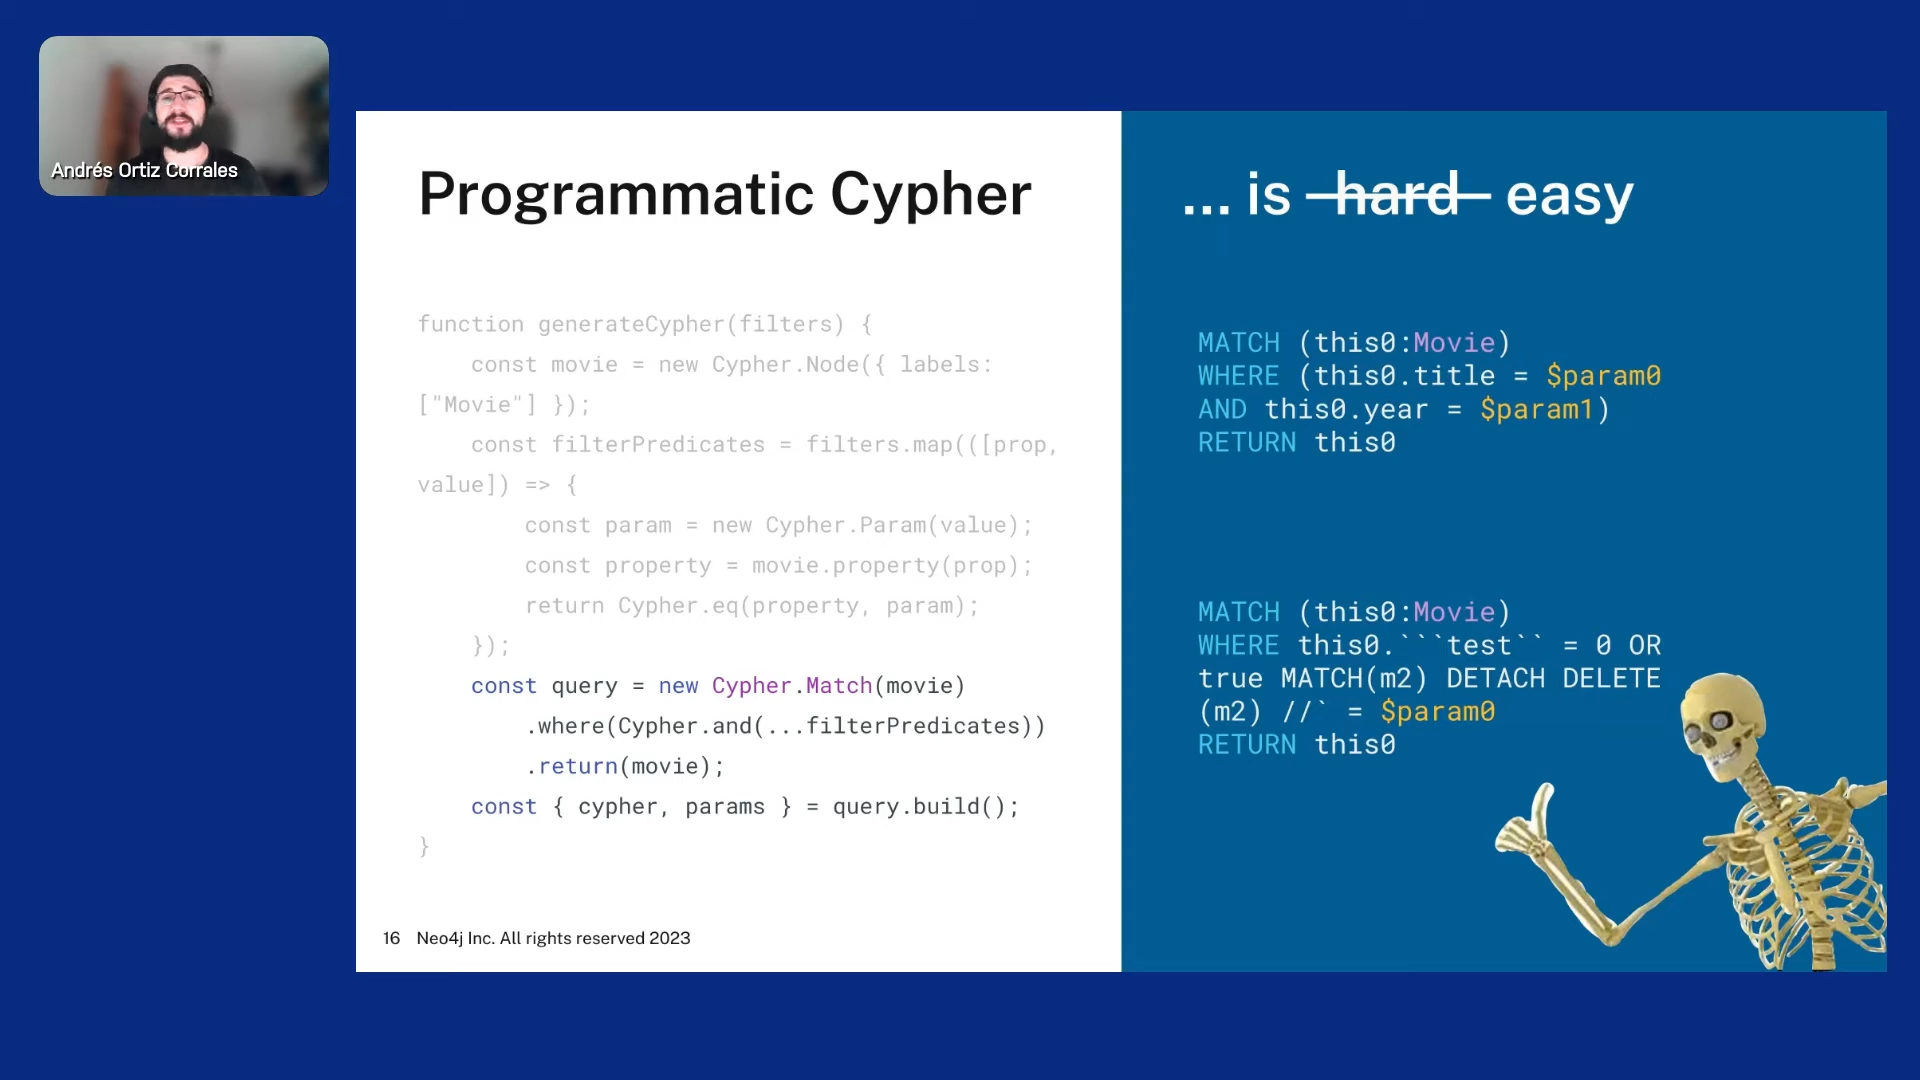 Andrés Ortiz Corrales
Programmatic Cypher
function generateCypher(filters) {
    const movie = new Cypher.Node({ labels:
["Movie"] });
    const filterPredicates = filters.map(([prop,
value]) => {
        const param = new Cypher.Param(value);
        const property = movie.property(prop);
        return Cypher.eq(property, param);
    });
    const query = new Cypher.Match(movie)
        .where(Cypher.and(...filterPredicates))
        .return(movie);
    const { cypher, params } = query.build();
}
16 Neo4j Inc. All rights reserved 2023
... is hard easy
MATCH (this0:Movie)
WHERE (this0.title = $param0
AND this0.year = $param1)
RETURN this0
MATCH (this0:Movie)
WHERE this0.```test`` = 0 OR
true MATCH(m2) DETACH DELETE
(m2) //` = $param0
RETURN this0